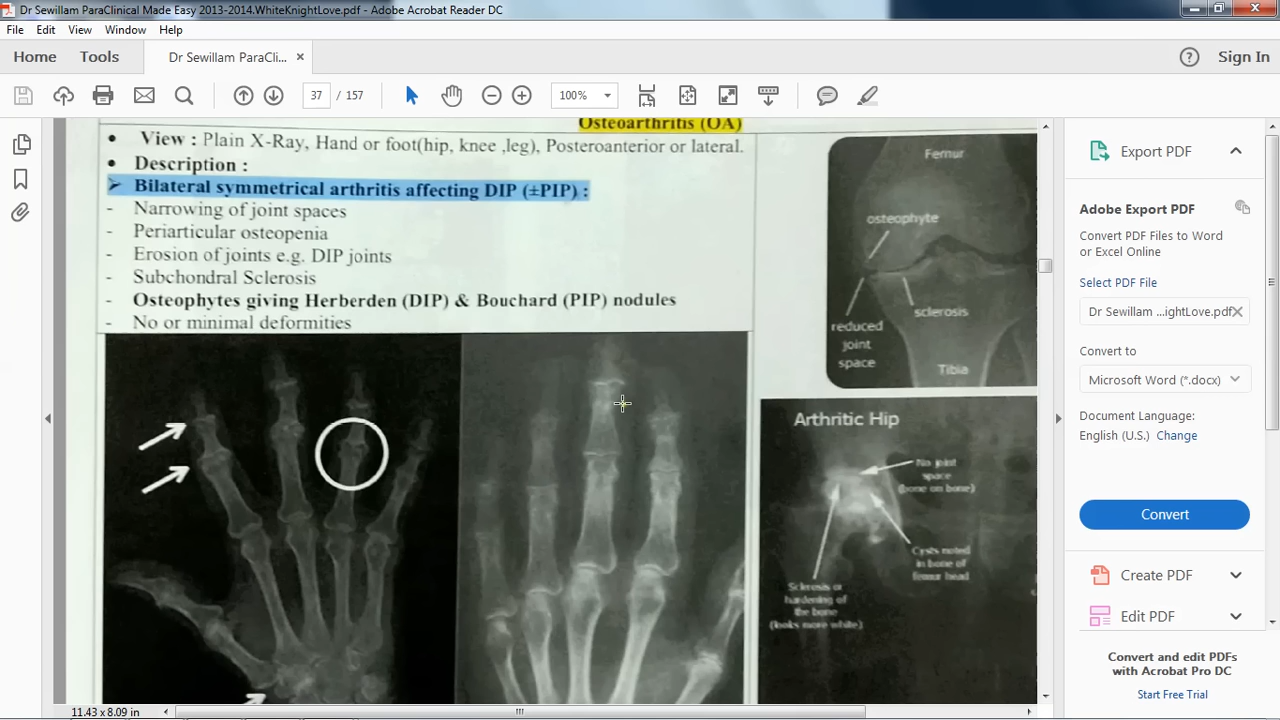 Dr Sewillam ParaClinical Made Easy 2013-2014.WhiteKnightLove.pdf - Adobe Acrobat Reader DC
File Edit View Window Help
Home Tools Dr Sewillam ParaCli... × Sign In
37 / 157 100%
Osteoarthritis (OA)
• View : Plain X-Ray, Hand or foot(hip, knee ,leg), Posteroanterior or lateral.
• Description :
➢ Bilateral symmetrical arthritis affecting DIP (±PIP) :
- Narrowing of joint spaces
- Periarticular osteopenia
- Erosion of joints e.g. DIP joints
- Subchondral Sclerosis
- Osteophytes giving Herberden (DIP) & Bouchard (PIP) nodules
- No or minimal deformities
Femur
osteophyte
sclerosis
reduced
joint
space
Tibia
Arthritic Hip
No joint
space
(bone on bone)
Cysts noted
in bone of
femur head
Sclerosis or
hardening of
the bone
(looks more white)
Export PDF
Adobe Export PDF
Convert PDF Files to Word
or Excel Online
Select PDF File
Dr Sewillam ...ightLove.pdf
Convert to
Microsoft Word (*.docx)
Document Language:
English (U.S.) Change
Convert
Create PDF
Edit PDF
Convert and edit PDFs
with Acrobat Pro DC
Start Free Trial
11.43 x 8.09 in